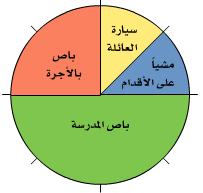 سيارة
العائلة
مشياً
على الأقدام
باص
بالأجرة
باص المدرسة